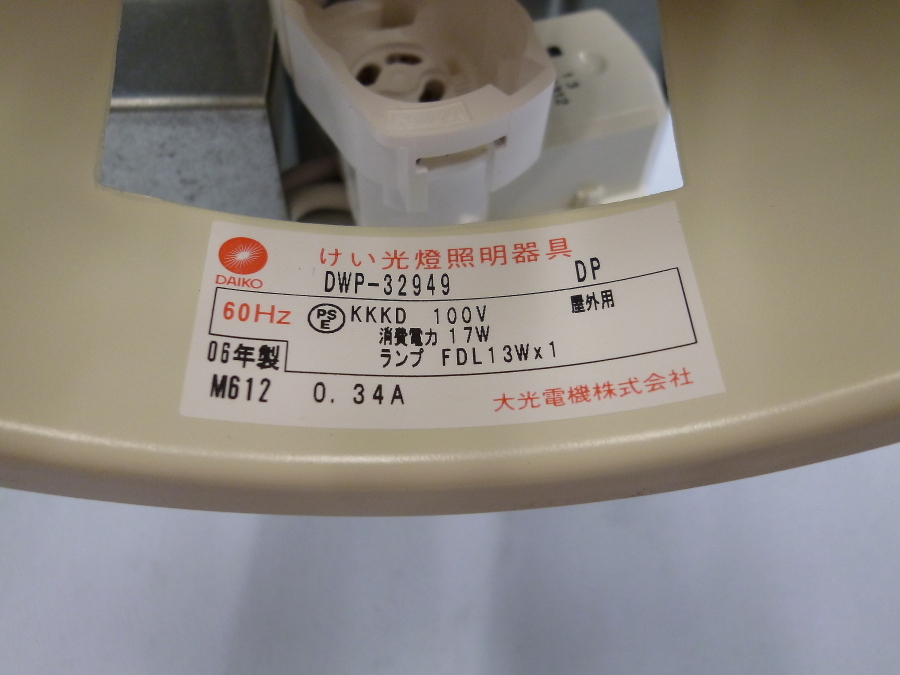 DAIKO
けい光燈照明器具
DWP-32949
DP
60Hz
PS
E
KKKD 100V
屋外用
消費電力 17W
ランプ FDL13Wx1
06年製
M612 0.34A
大光電機株式会社